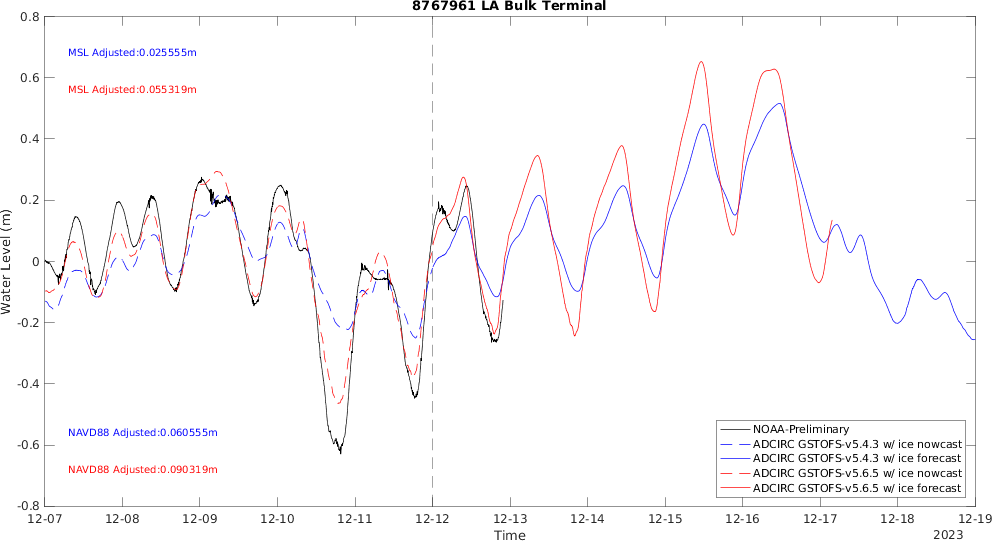 8767961 LA Bulk Terminal
0.8
0.6
0.4
0.2
0
-0.2
-0.4
-0.6
-0.8
Water Level (m)
MSL Adjusted:0.025555m
MSL Adjusted:0.055319m
NAVD88 Adjusted:0.060555m
NAVD88 Adjusted:0.090319m
NOAA-Preliminary
ADCIRC GSTOFS-v5.4.3 w/ ice nowcast
ADCIRC GSTOFS-v5.4.3 w/ ice forecast
ADCIRC GSTOFS-v5.6.5 w/ ice nowcast
ADCIRC GSTOFS-v5.6.5 w/ ice forecast
12-07 12-08 12-09 12-10 12-11 12-12 12-13 12-14 12-15 12-16 12-17 12-18 12-19
Time
2023